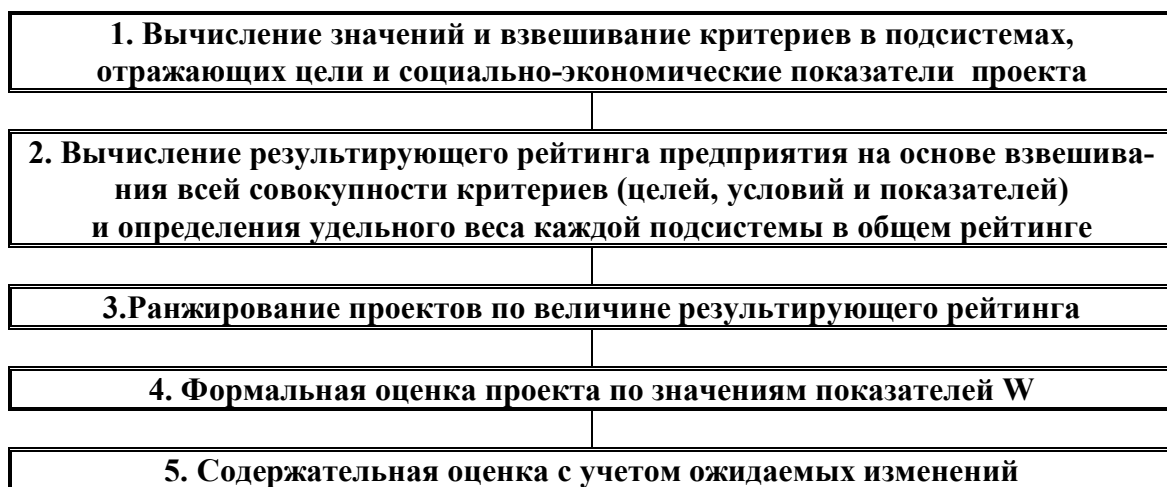 1. Вычисление значений и взвешивание критериев в подсистемах,
отражающих цели и социально-экономические показатели проекта
2. Вычисление результирующего рейтинга предприятия на основе взвешива-
ния всей совокупности критериев (целей, условий и показателей)
и определения удельного веса каждой подсистемы в общем рейтинге
3.Ранжирование проектов по величине результирующего рейтинга
4. Формальная оценка проекта по значениям показателей W
5. Содержательная оценка с учетом ожидаемых изменений